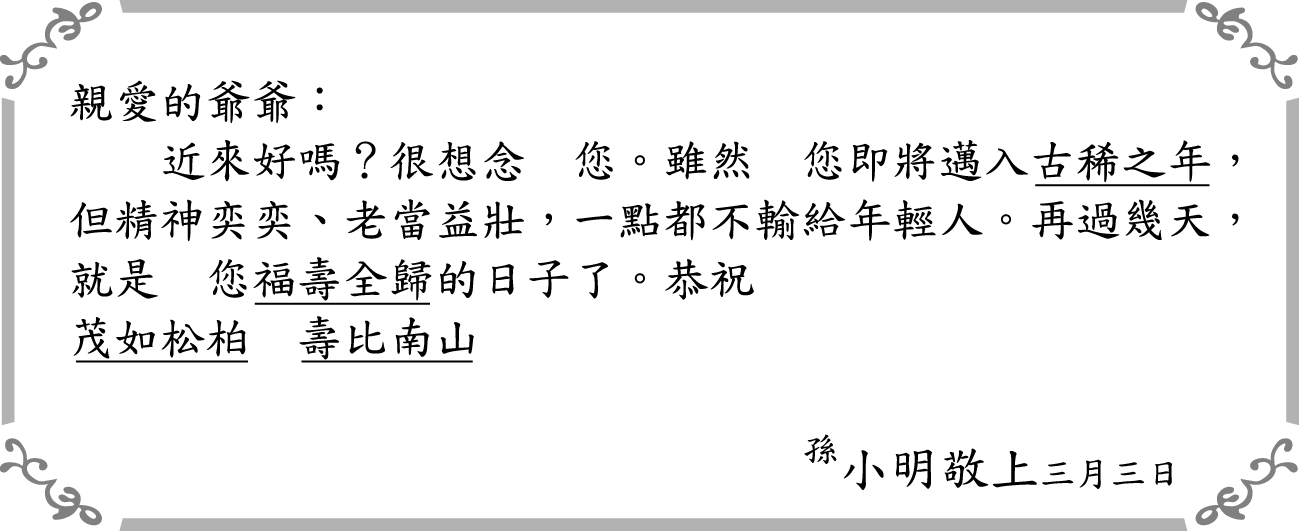 親愛的爺爺：
　　近來好嗎？很想念　您。雖然　您即將邁入古稀之年，
但精神奕奕、老當益壯，一點都不輸給年輕人。再過幾天，
就是　您福壽全歸的日子了。恭祝
茂如松柏　壽比南山
孫小明敬上三月三日